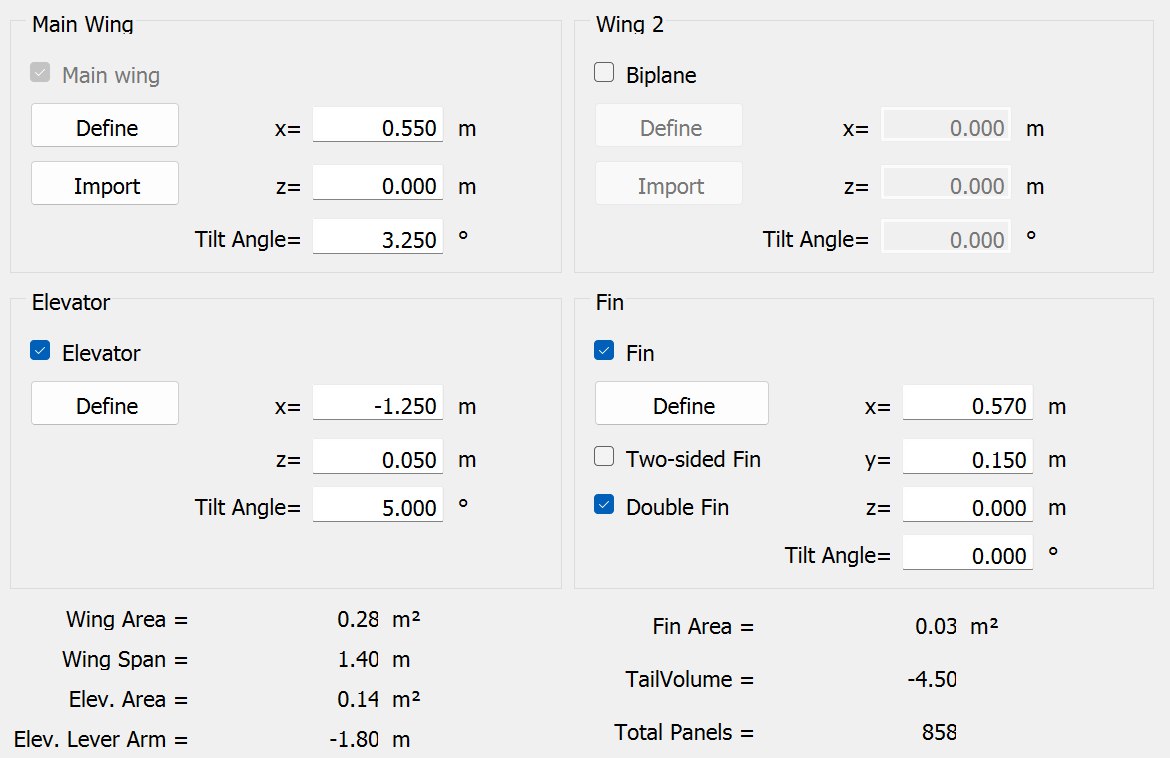 Main Wing
Main wing
Define x= 0.550 m
Import z= 0.000 m
Tilt Angle= 3.250 °
Wing 2
Biplane
Define x= 0.000 m
Import z= 0.000 m
Tilt Angle= 0.000 °
Elevator
Elevator
Define x= -1.250 m
z= 0.050 m
Tilt Angle= 5.000 °
Fin
Fin
Define x= 0.570 m
Two-sided Fin y= 0.150 m
Double Fin z= 0.000 m
Tilt Angle= 0.000 °
Wing Area = 0.28 m²
Wing Span = 1.40 m
Elev. Area = 0.14 m²
Elev. Lever Arm = -1.80 m
Fin Area = 0.03 m²
TailVolume = -4.50
Total Panels = 858